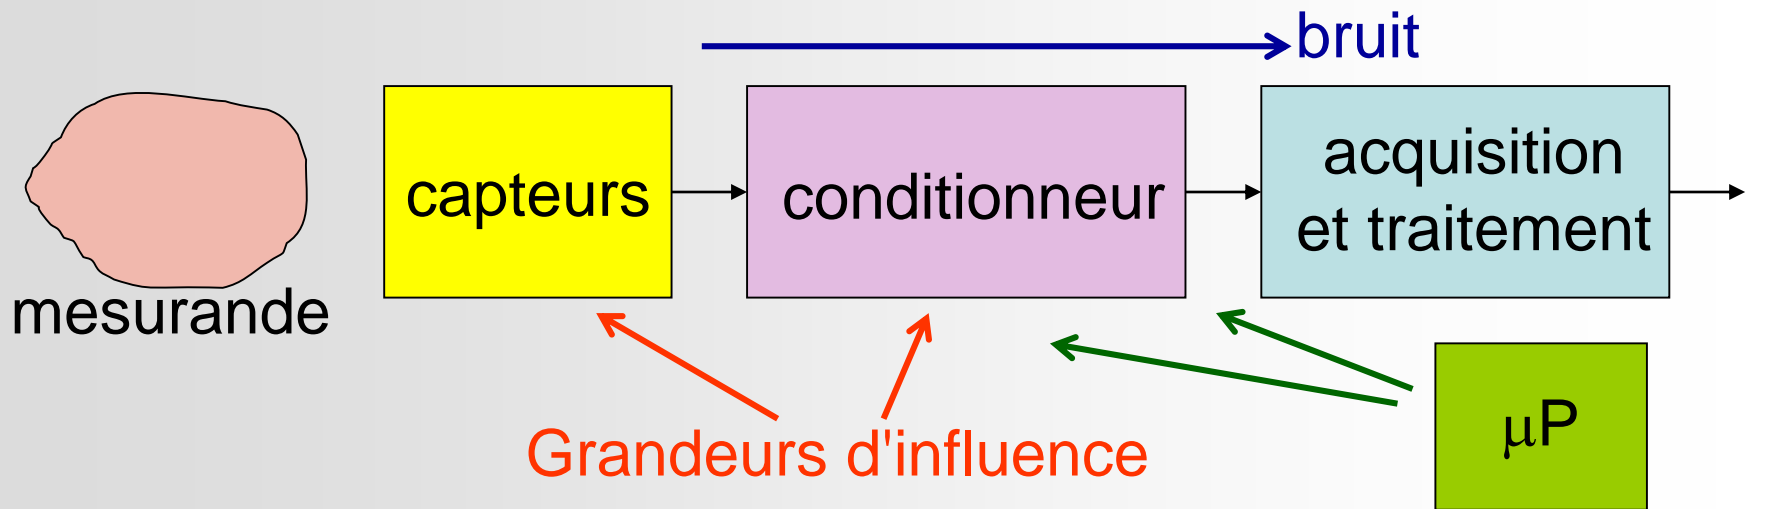 bruit
mesurande
capteurs
conditionneur
acquisition
et traitement
Grandeurs d'influence
μP